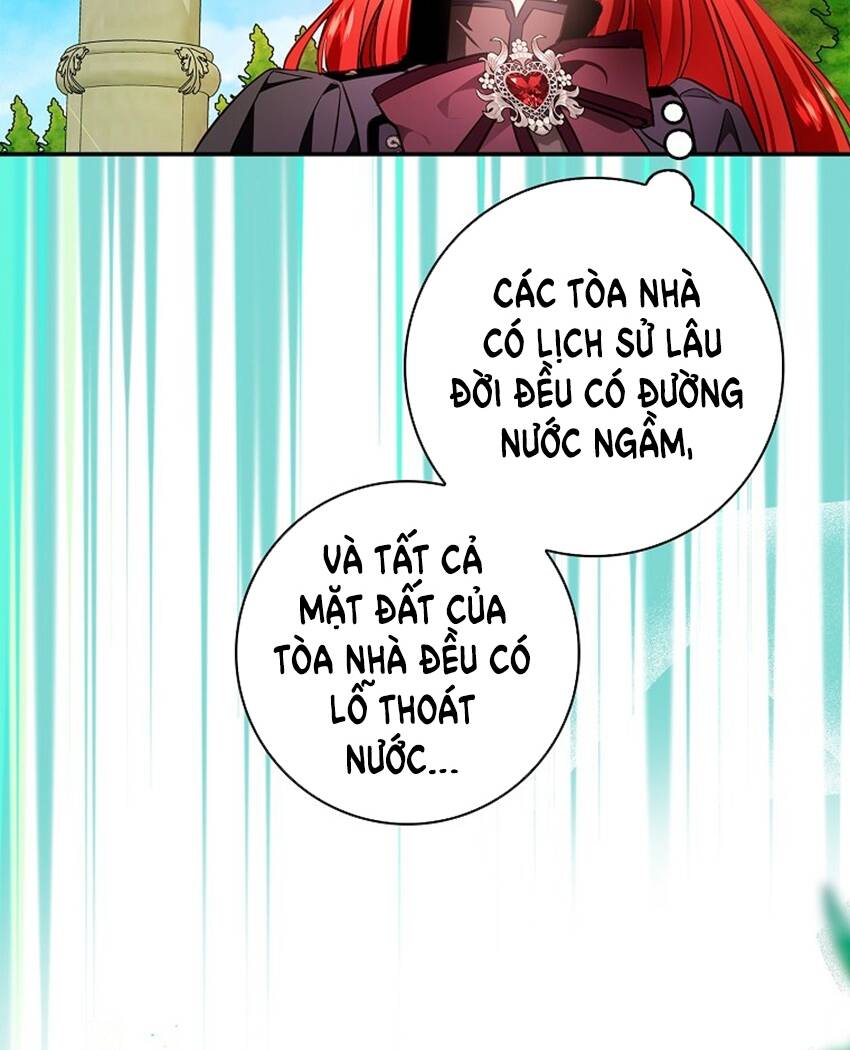 CÁC TÒA NHÀ
CÓ LỊCH SỬ LÂU
ĐỜI ĐỀU CÓ ĐƯỜNG
NƯỚC NGẦM,
VÀ TẤT CẢ
MẶT ĐẤT CỦA
TÒA NHÀ ĐỀU CÓ
LỖ THOÁT
NƯỚC...